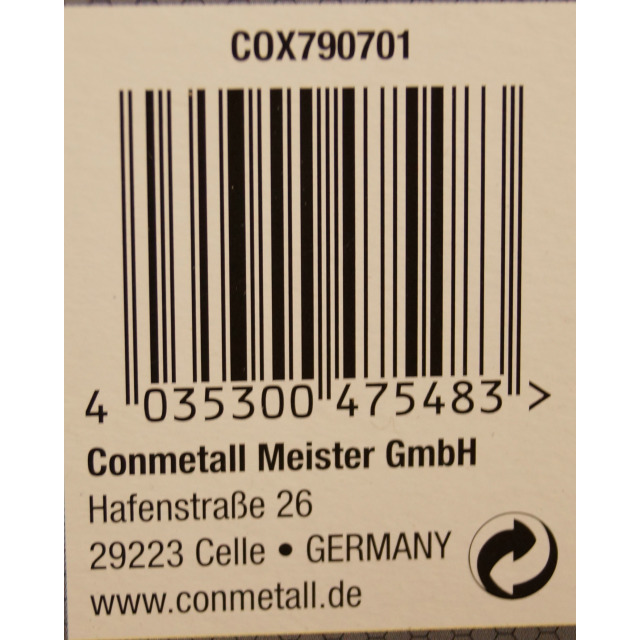 COX790701
4 035300 475483 >
Conmetall Meister GmbH
Hafenstraße 26
29223 Celle • GERMANY
www.conmetall.de